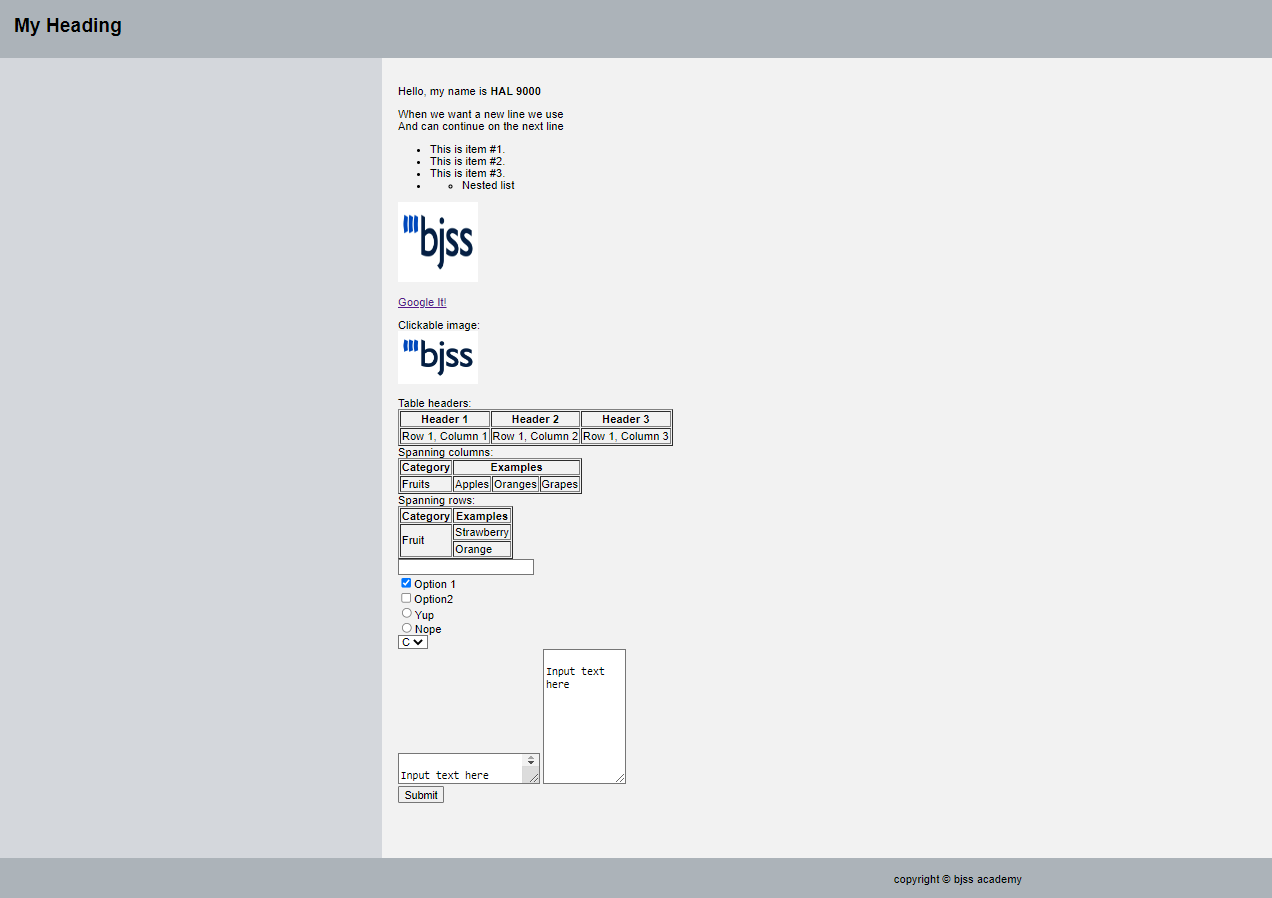 My Heading
Hello, my name is HAL 9000
When we want a new line we use
And can continue on the next line
This is item #1.
This is item #2.
This is item #3.
Nested list
bjss
Google It!
Clickable image:
bjss
Table headers:
Header 1 Header 2 Header 3
Row 1, Column 1 Row 1, Column 2 Row 1, Column 3
Spanning columns:
Category Examples
Fruits Apples Oranges Grapes
Spanning rows:
Category Examples
Fruit Strawberry
Orange
Option 1
Option2
Yup
Nope
C
Input text
here
Input text here
Submit
copyright © bjss academy